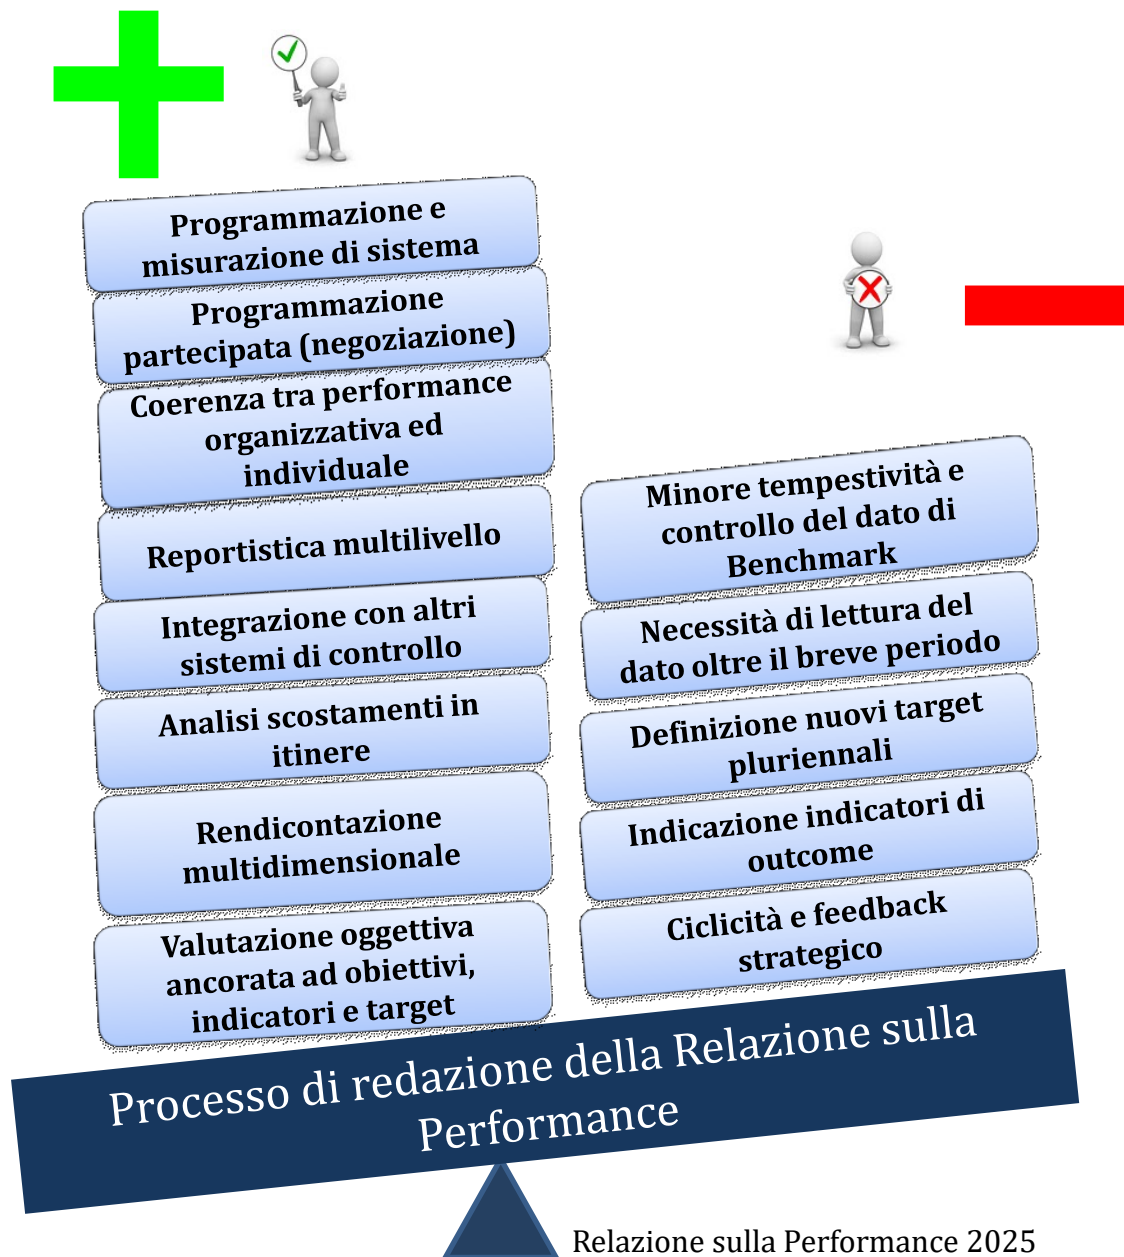 Programmazione e
misurazione di sistema
Programmazione
partecipata (negoziazione)
Coerenza tra performance
organizzativa ed
individuale
Reportistica multilivello
Integrazione con altri
sistemi di controllo
Analisi scostamenti in
itinere
Rendicontazione
multidimensionale
Valutazione oggettiva
ancorata ad obiettivi,
indicatori e target
Minore tempestività e
controllo del dato di
Benchmark
Necessità di lettura del
dato oltre il breve periodo
Definizione nuovi target
pluriennali
Indicazione indicatori di
outcome
Ciclicità e feedback
strategico
Processo di redazione della Relazione sulla
Performance
Relazione sulla Performance 2025